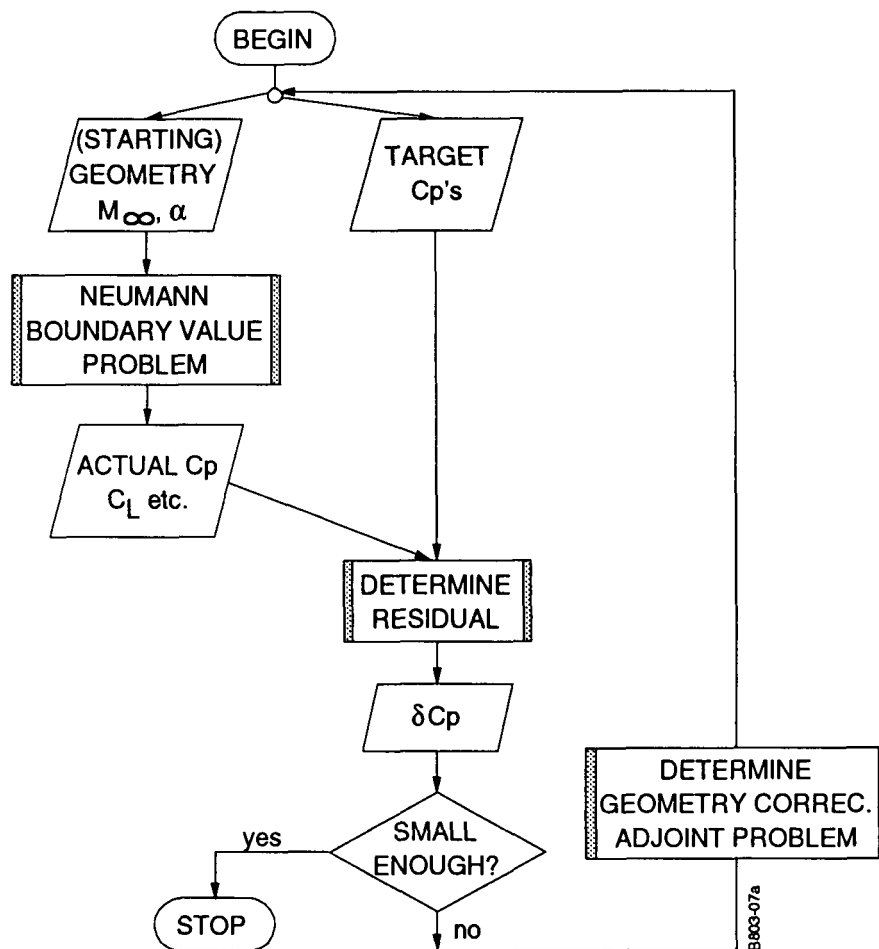 BEGIN
(STARTING)
GEOMETRY
M∞, α
TARGET
Cp's
NEUMANN
BOUNDARY VALUE
PROBLEM
ACTUAL Cp
CL etc.
DETERMINE
RESIDUAL
δCp
SMALL
ENOUGH?
yes
STOP
no
DETERMINE
GEOMETRY CORREC.
ADJOINT PROBLEM
B803-07a